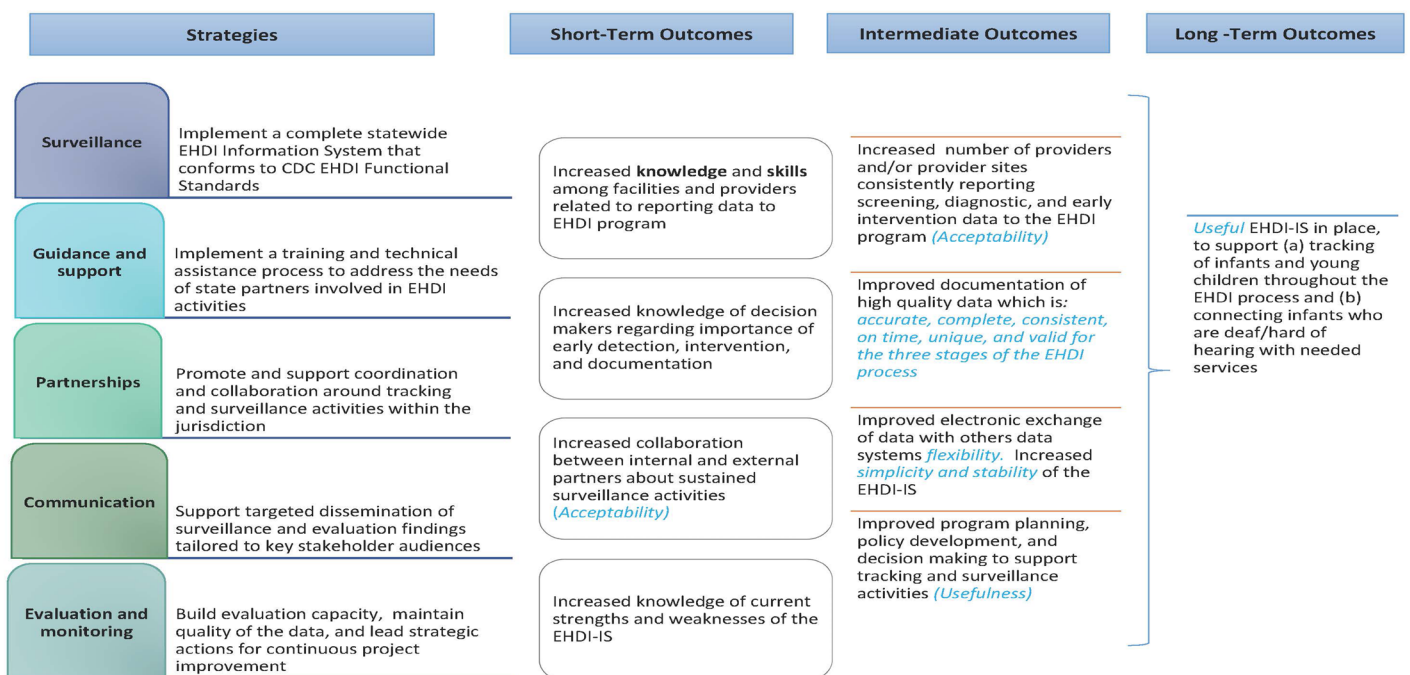 Strategies
Short-Term Outcomes
Intermediate Outcomes
Long -Term Outcomes
Surveillance
Implement a complete statewide
EHDI Information System that
conforms to CDC EHDI Functional
Standards
Guidance and
support
Implement a training and technical
assistance process to address the needs
of state partners involved in EHDI
activities
Partnerships
Promote and support coordination
and collaboration around tracking
and surveillance activities within the
jurisdiction
Communication
Support targeted dissemination of
surveillance and evaluation findings
tailored to key stakeholder audiences
Evaluation and
monitoring
Build evaluation capacity, maintain
quality of the data, and lead strategic
actions for continuous project
improvement
Increased knowledge and skills
among facilities and providers
related to reporting data to
EHDI program
Increased knowledge of decision
makers regarding importance of
early detection, intervention,
and documentation
Increased collaboration
between internal and external
partners about sustained
surveillance activities
(Acceptability)
Increased knowledge of current
strengths and weaknesses of the
EHDI-IS
Increased number of providers
and/or provider sites
consistently reporting
screening, diagnostic, and early
intervention data to the EHDI
program (Acceptability)
Improved documentation of
high quality data which is:
accurate, complete, consistent,
on time, unique, and valid for
the three stages of the EHDI
process
Improved electronic exchange
of data with others data
systems flexibility. Increased
simplicity and stability of the
EHDI-IS
Improved program planning,
policy development, and
decision making to support
tracking and surveillance
activities (Usefulness)
Useful EHDI-IS in place,
to support (a) tracking
of infants and young
children throughout the
EHDI process and (b)
connecting infants who
are deaf/hard of
hearing with needed
services